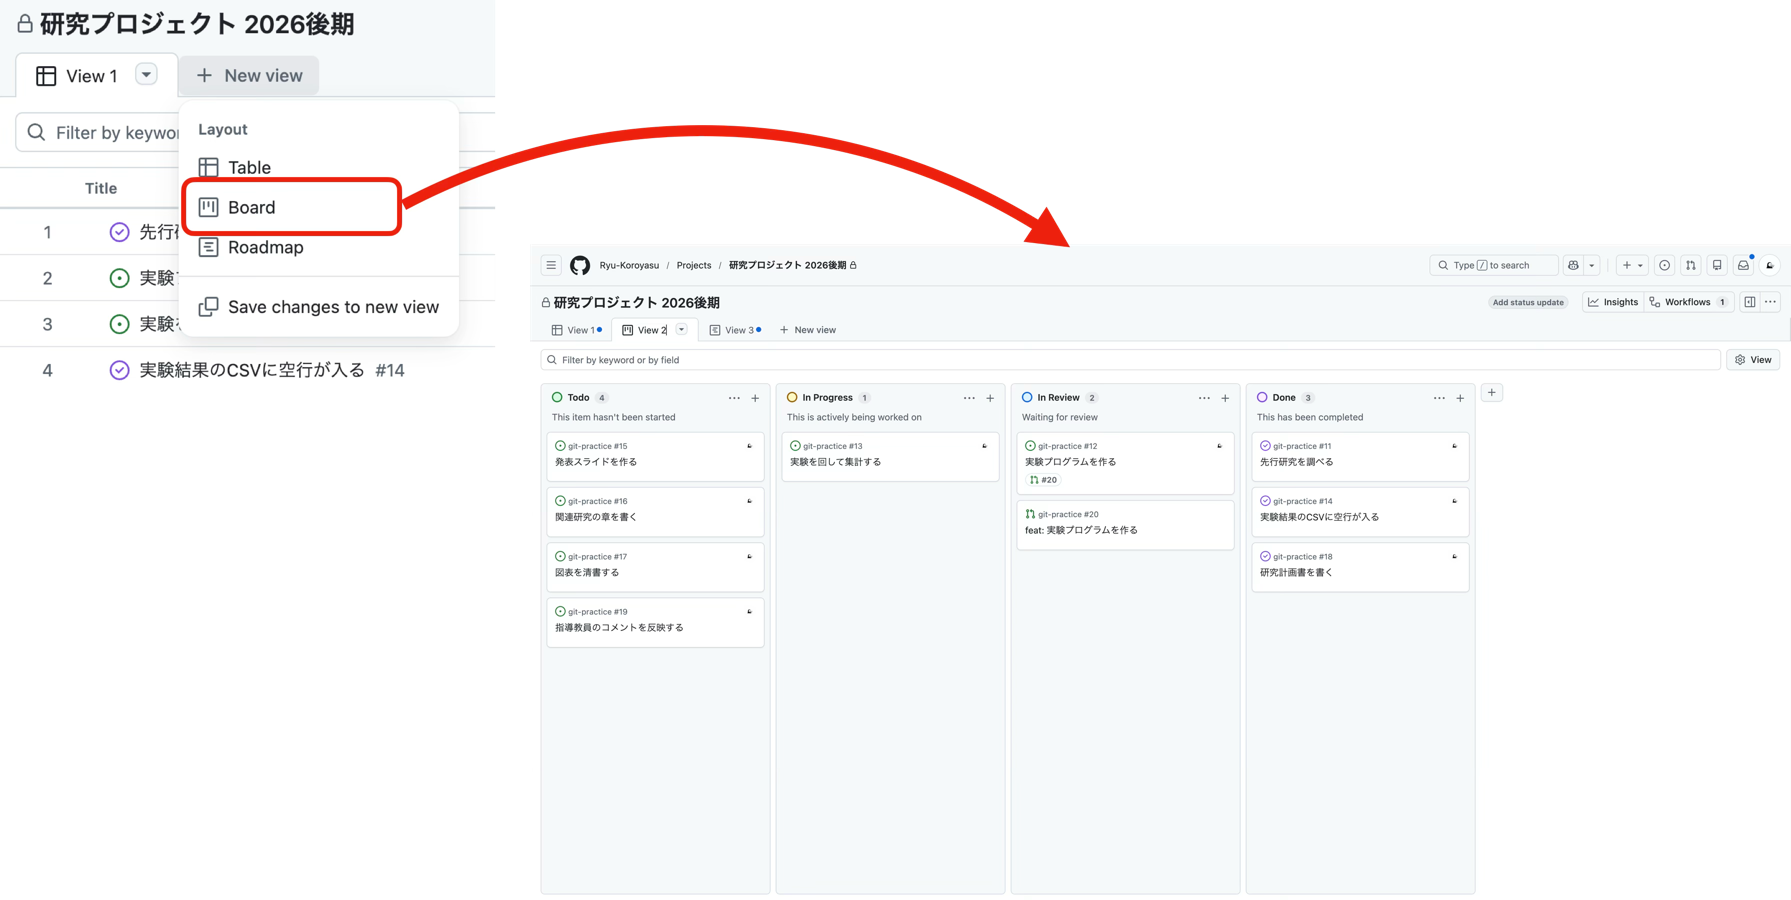 研究プロジェクト 2026後期
View 1
New view
Filter by keywor
Layout
Table
Board
Roadmap
Save changes to new view
Title
1 先行
2 実験
3 実験
4 実験結果のCSVに空行が入る #14
Ryu-Koroyasu / Projects / 研究プロジェクト 2026後期
Type / to search
研究プロジェクト 2026後期
Add status update
Insights
Workflows 1
View 1
View 2
View 3
New view
Filter by keyword or by field
View
Todo 4
This item hasn't been started
git-practice #15
発表スライドを作る
git-practice #16
関連研究の章を書く
git-practice #17
図表を清書する
git-practice #19
指導教員のコメントを反映する
In Progress 1
This is actively being worked on
git-practice #13
実験を回して集計する
In Review 2
Waiting for review
git-practice #12
実験プログラムを作る
#20
git-practice #20
feat: 実験プログラムを作る
Done 3
This has been completed
git-practice #11
先行研究を調べる
git-practice #14
実験結果のCSVに空行が入る
git-practice #18
研究計画書を書く